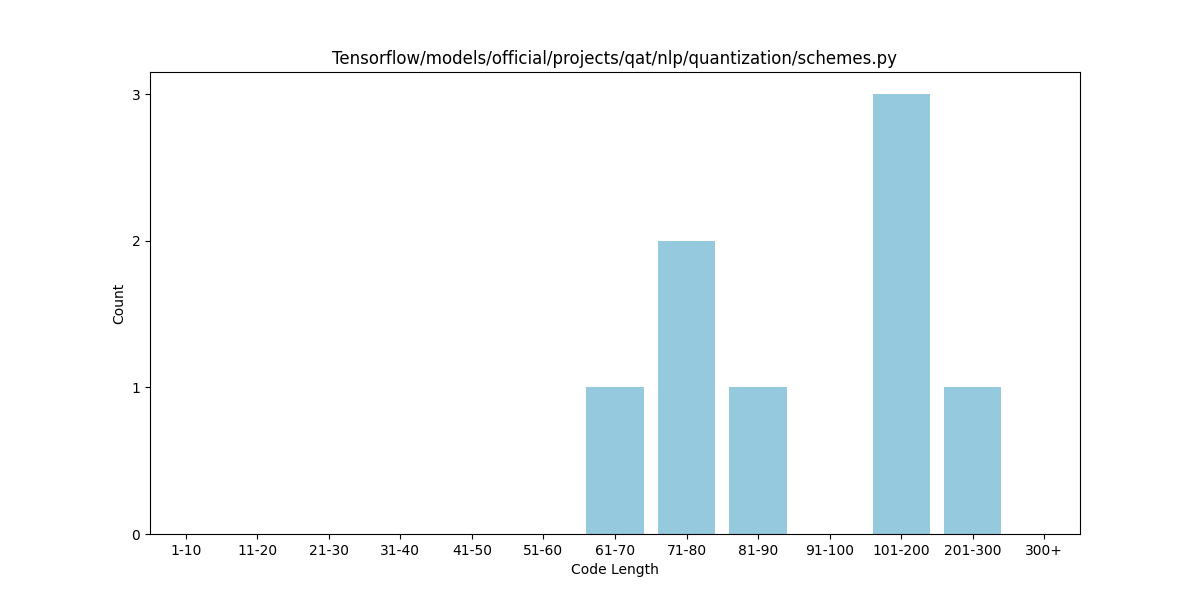 Tensorflow/models/official/projects/qat/nlp/quantization/schemes.py
3
2
1
0
Count
1-10 11-20 21-30 31-40 41-50 51-60 61-70 71-80 81-90 91-100 101-200 201-300 300+
Code Length